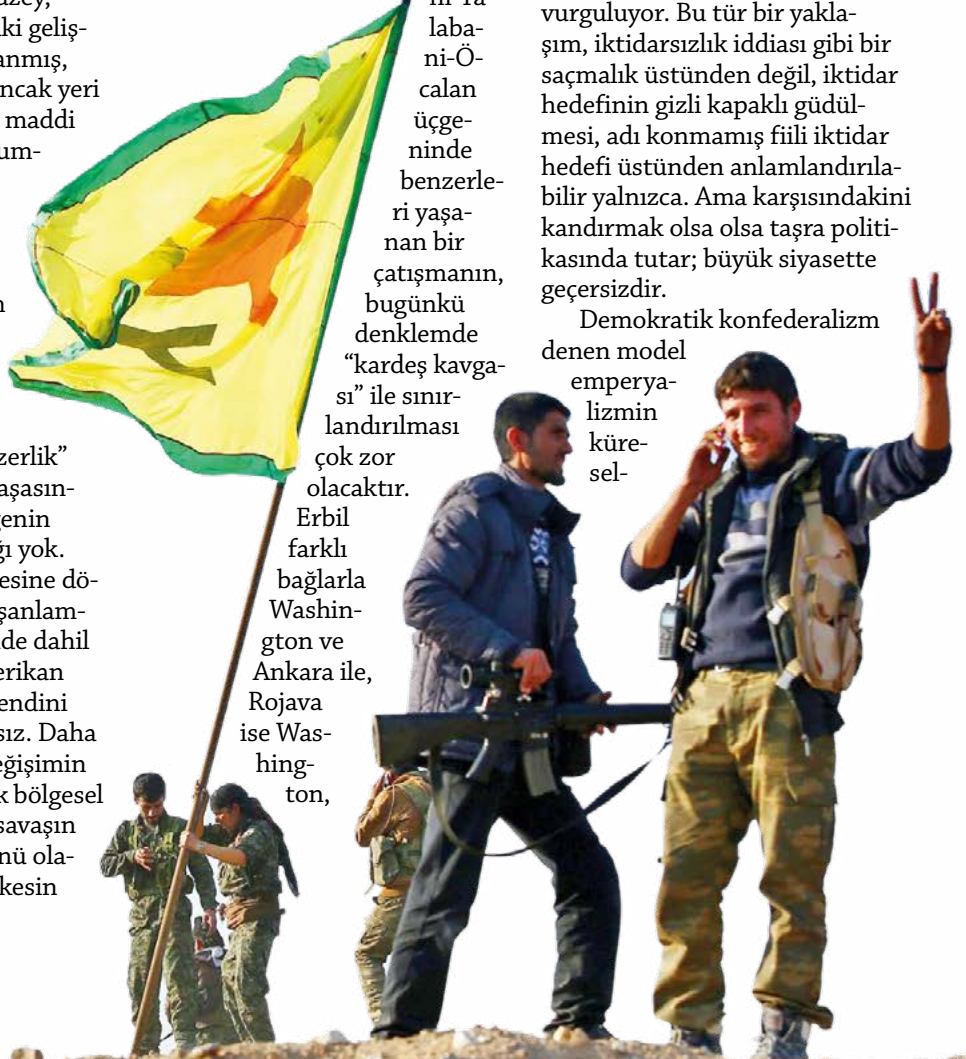 ki geliş-
anmış,
ncak yeri
maddi
um-
n
zerlik”
aşasın-
genin
ğı yok.
esine dö-
şanlam-
de dahil
erikan
endini
sız. Daha
eğişimin
k bölgesel
savaşın
nü ola-
kesin
ni-Ta
laba-
ni-Ö-
calan
üçge-
ninde
benzerle-
ri yaşa-
nan bir
çatışmanın,
bugünkü
denklemde
“kardeş kavga-
sı” ile sınır-
landırılması
çok zor
olacaktır.
Erbil
farklı
bağlarla
Washin-
gton ve
Ankara ile,
Rojava
ise Was-
hing-
ton,
vurguluyor. Bu tür bir yakla-
şım, iktidarsızlık iddiası gibi bir
saçmalık üstünden değil, iktidar
hedefinin gizli kapaklı güdül-
mesi, adı konmamış fiili iktidar
hedefi üstünden anlamlandırıla-
bilir yalnızca. Ama karşısındakini
kandırmak olsa olsa taşra politi-
kasında tutar; büyük siyasette
geçersizdir.
Demokratik konfederalizm
denen model
emperya-
lizmin
küre-
sel-